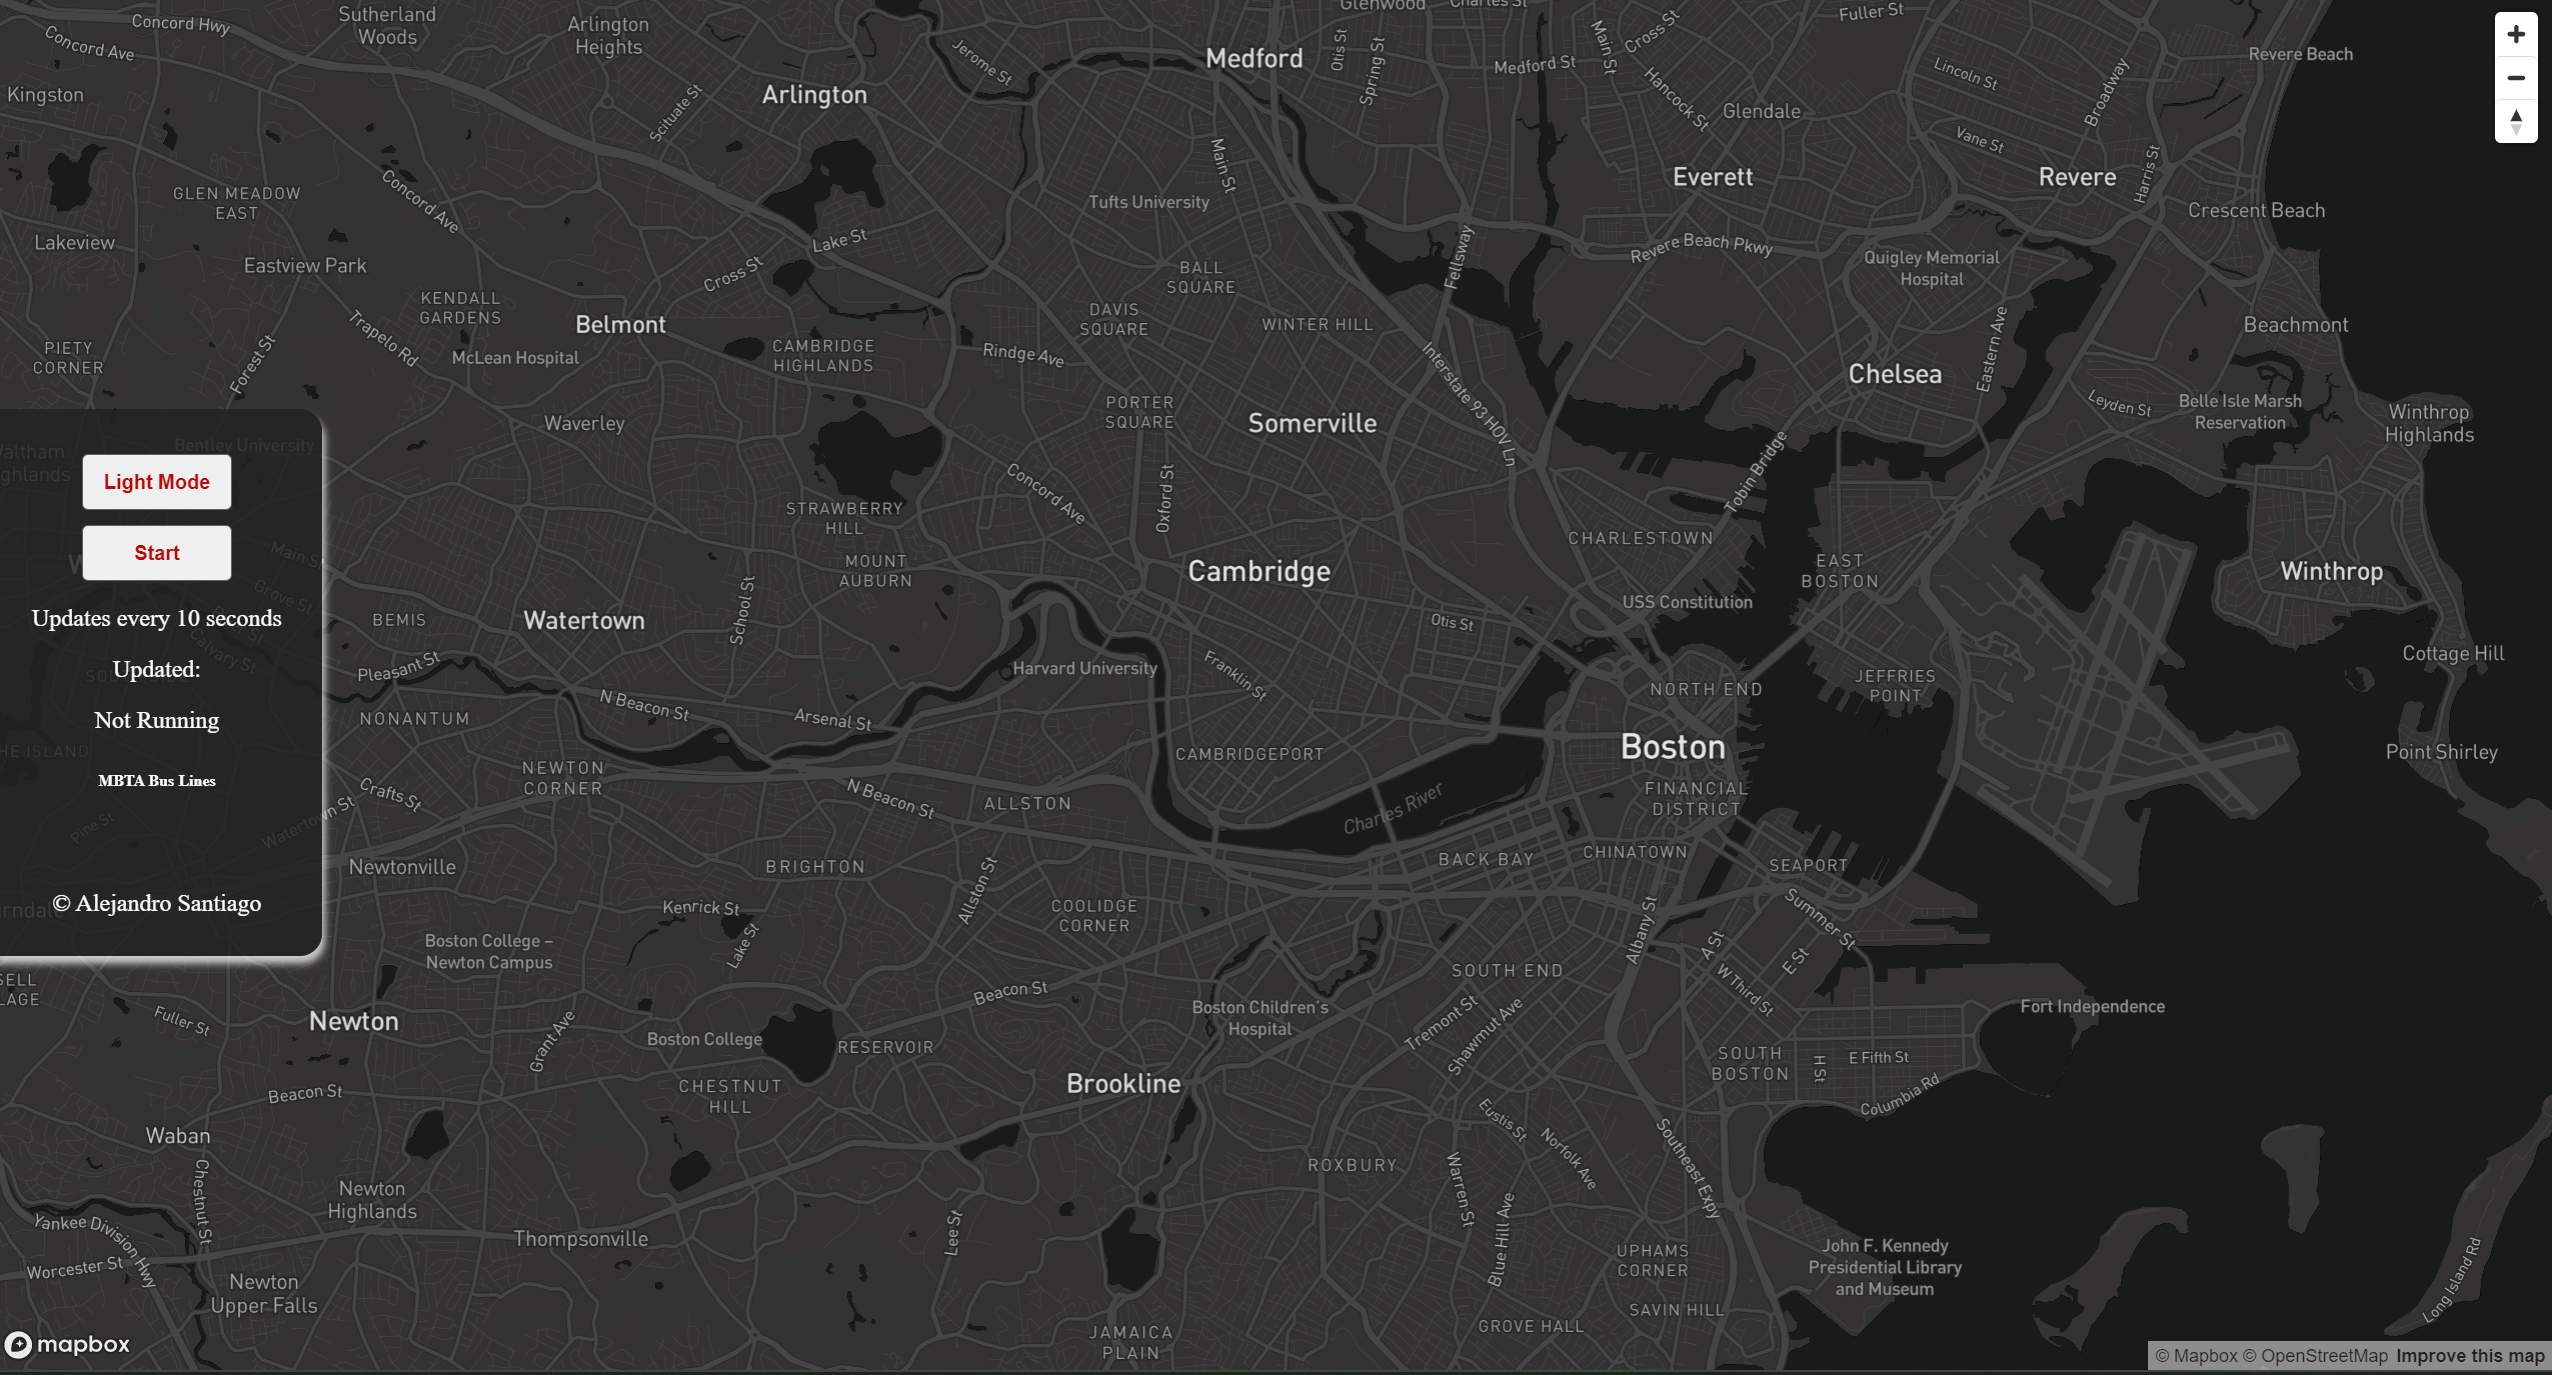 Sutherland
Woods
Concord Hwy
Concord Ave
Arlington
Heights
Jerome St
Medford
Glenwood
Charles St
Otis St
Spring St
Main St
Cross St
Medford St
Hancock St
Fuller St
Lincoln St
Broadway
Revere Beach
Kingston
Scituate St
Arlington
Glendale
Vane St
Harris St
Main St
Everett
Revere
GLEN MEADOW
EAST
Concord Ave
Tufts University
Crescent Beach
Lakeview
Lake St
Fellsway
Revere Beach Pkwy
Quigley Memorial
Hospital
Eastview Park
Cross St
BALL
SQUARE
KENDALL
GARDENS
DAVIS
SQUARE
WINTER HILL
Eastern Ave
Beachmont
Trapelo Rd
Belmont
PIETY
CORNER
Forest St
McLean Hospital
CAMBRIDGE
HIGHLANDS
Rindge Ave
Interstate 93 HOV Ln
Chelsea
Leyden St
Belle Isle Marsh
Reservation
Winthrop
Highlands
Waverley
PORTER
SQUARE
Somerville
Bentley University
Light Mode
Concord Ave
Oxford St
Tobin Bridge
STRAWBERRY
HILL
CHARLESTOWN
Start
Main St
MOUNT
AUBURN
Cambridge
EAST
BOSTON
Winthrop
Grove St
School St
USS Constitution
Updates every 10 seconds
BEMIS
Watertown
Otis St
Calvary St
Updated:
Pleasant St
Harvard University
Franklin St
JEFFRIES
POINT
Cottage Hill
NORTH END
Not Running
NONANTUM
N Beacon St
Arsenal St
CAMBRIDGEPORT
Boston
Point Shirley
MBTA Bus Lines
NEWTON
CORNER
Crafts St
N Beacon St
ALLSTON
Charles River
FINANCIAL
DISTRICT
Pine St
Watertown St
Newtonville
BRIGHTON
Allston St
BACK BAY
CHINATOWN
SEAPORT
© Alejandro Santiago
Kenrick St
COOLIDGE
CORNER
Albany St
Summer St
Boston College –
Newton Campus
Lake St
A St
E St
SOUTH END
W Third St
Beacon St
Fuller St
Newton
Grant Ave
Boston College
RESERVOIR
Boston Children's
Hospital
Tremont St
Shawmut Ave
Fort Independence
SOUTH
BOSTON
H St
E Fifth St
Columbia Rd
Beacon St
CHESTNUT
HILL
Brookline
Eustis St
Norfolk Ave
Southeast Expy
Waban
Chestnut St
ROXBURY
Warren St
Newton
Highlands
Yankee Division Hwy
Thompsonville
Lee St
Blue Hill Ave
UPHAMS
CORNER
John F. Kennedy
Presidential Library
and Museum
Long Island Rd
Worcester St
Newton
Upper Falls
SAVIN HILL
JAMAICA
PLAIN
GROVE HALL
mapbox
© Mapbox © OpenStreetMap Improve this map